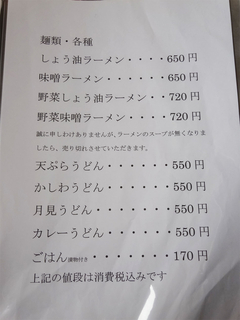 麺類・各種
しょう油ラーメン・・・・650円
味噌ラーメン・・・・・・650円
野菜しょう油ラーメン・・720円
野菜味噌ラーメン・・・・720円
誠に申しわけありませんが、ラーメンのスープが無くなりま
したら、売り切れさせていただきます。
天ぷらうどん・・・・・・550円
かしわうどん・・・・・・550円
月見うどん・・・・・・・550円
カレーうどん・・・・・・550円
ごはん漬物付き・・・・・・・170円
上記の値段は消費税込みです